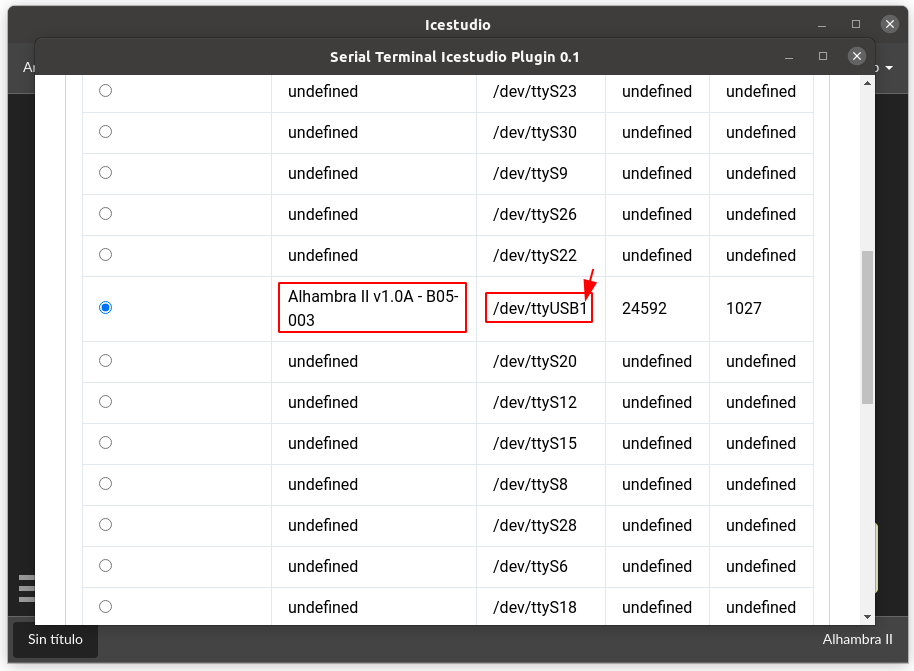 Icestudio
Serial Terminal Icestudio Plugin 0.1
undefined /dev/ttyS23 undefined undefined
undefined /dev/ttyS30 undefined undefined
undefined /dev/ttyS9 undefined undefined
undefined /dev/ttyS26 undefined undefined
undefined /dev/ttyS22 undefined undefined
Alhambra II v1.0A - B05-
003 /dev/ttyUSB1 24592 1027
undefined /dev/ttyS20 undefined undefined
undefined /dev/ttyS12 undefined undefined
undefined /dev/ttyS15 undefined undefined
undefined /dev/ttyS8 undefined undefined
undefined /dev/ttyS28 undefined undefined
undefined /dev/ttyS6 undefined undefined
undefined /dev/ttyS18 undefined undefined
Sin título Alhambra II